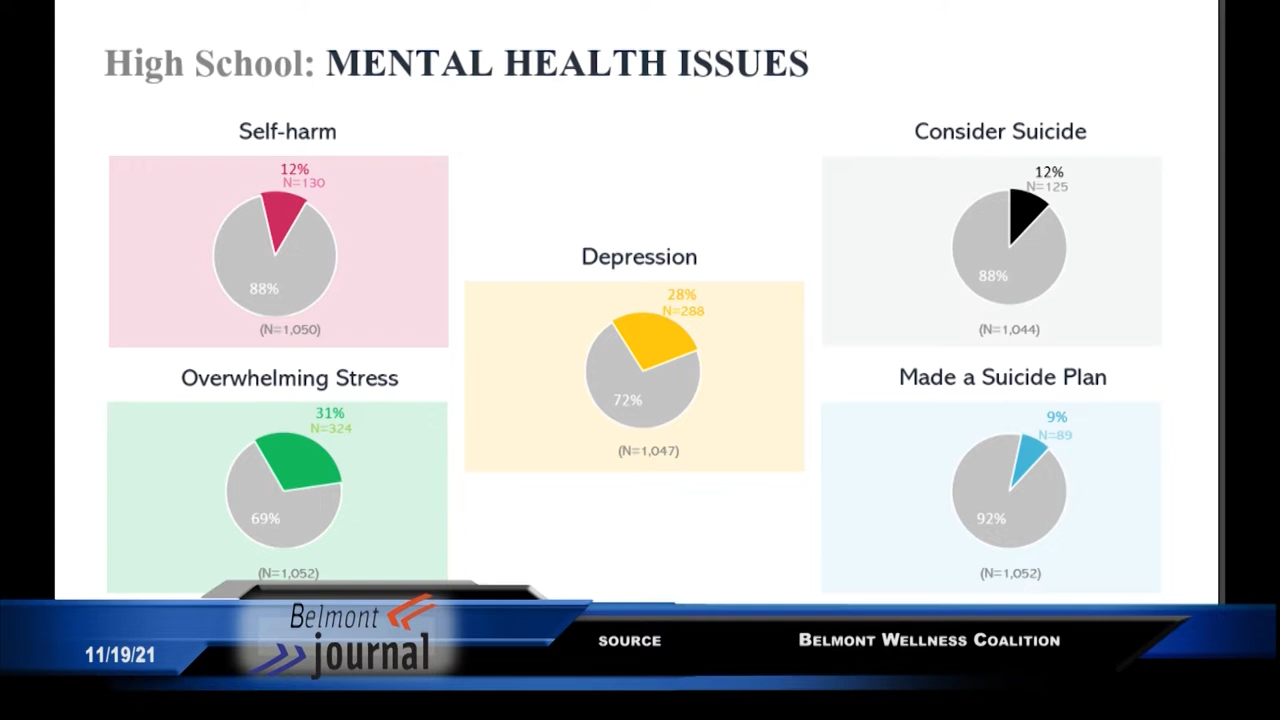 High School: MENTAL HEALTH ISSUES
Self-harm
12%
N=130
88%
(N=1,050)
Overwhelming Stress
31%
N=324
69%
(N=1,052)
Depression
28%
N=288
72%
(N=1,047)
Consider Suicide
12%
N=125
88%
(N=1,044)
Made a Suicide Plan
9%
N=89
92%
(N=1,052)
11/19/21
Belmont
journal
SOURCE
BELMONT WELLNESS COALITION